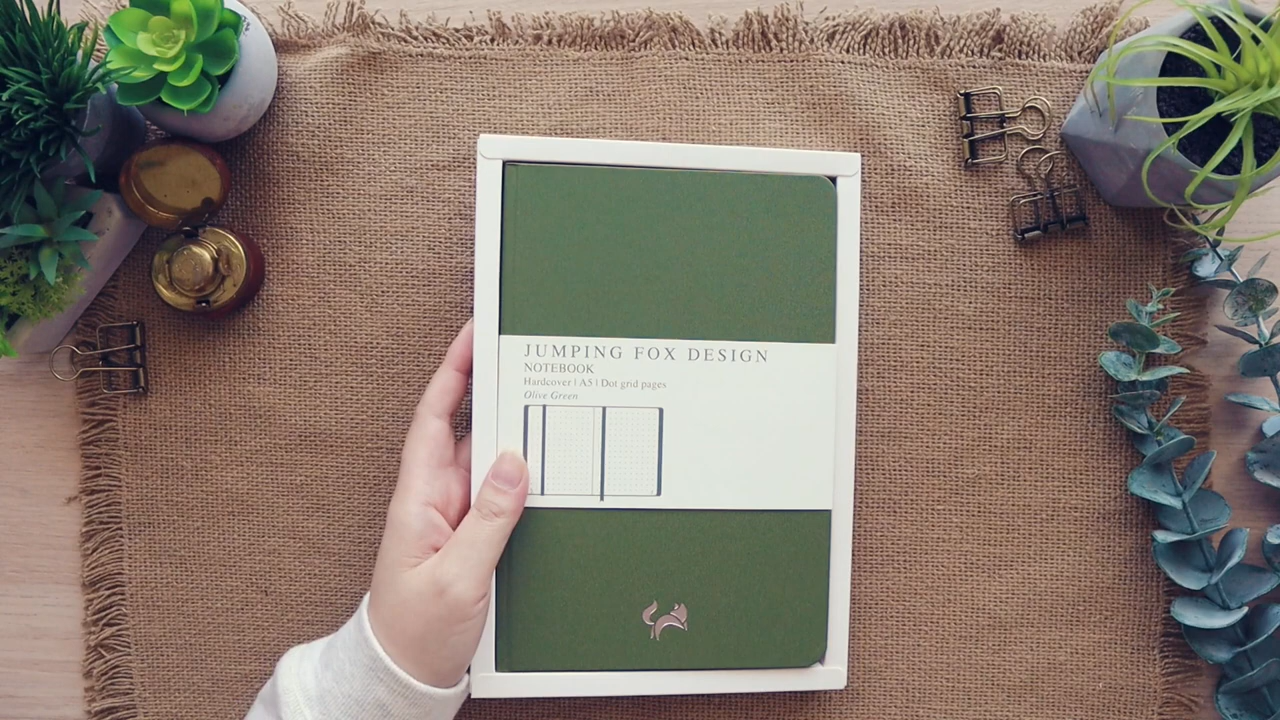 JUMPING FOX DESIGN
NOTEBOOK
Hardcover | A5 | Dot grid pages
Olive Green